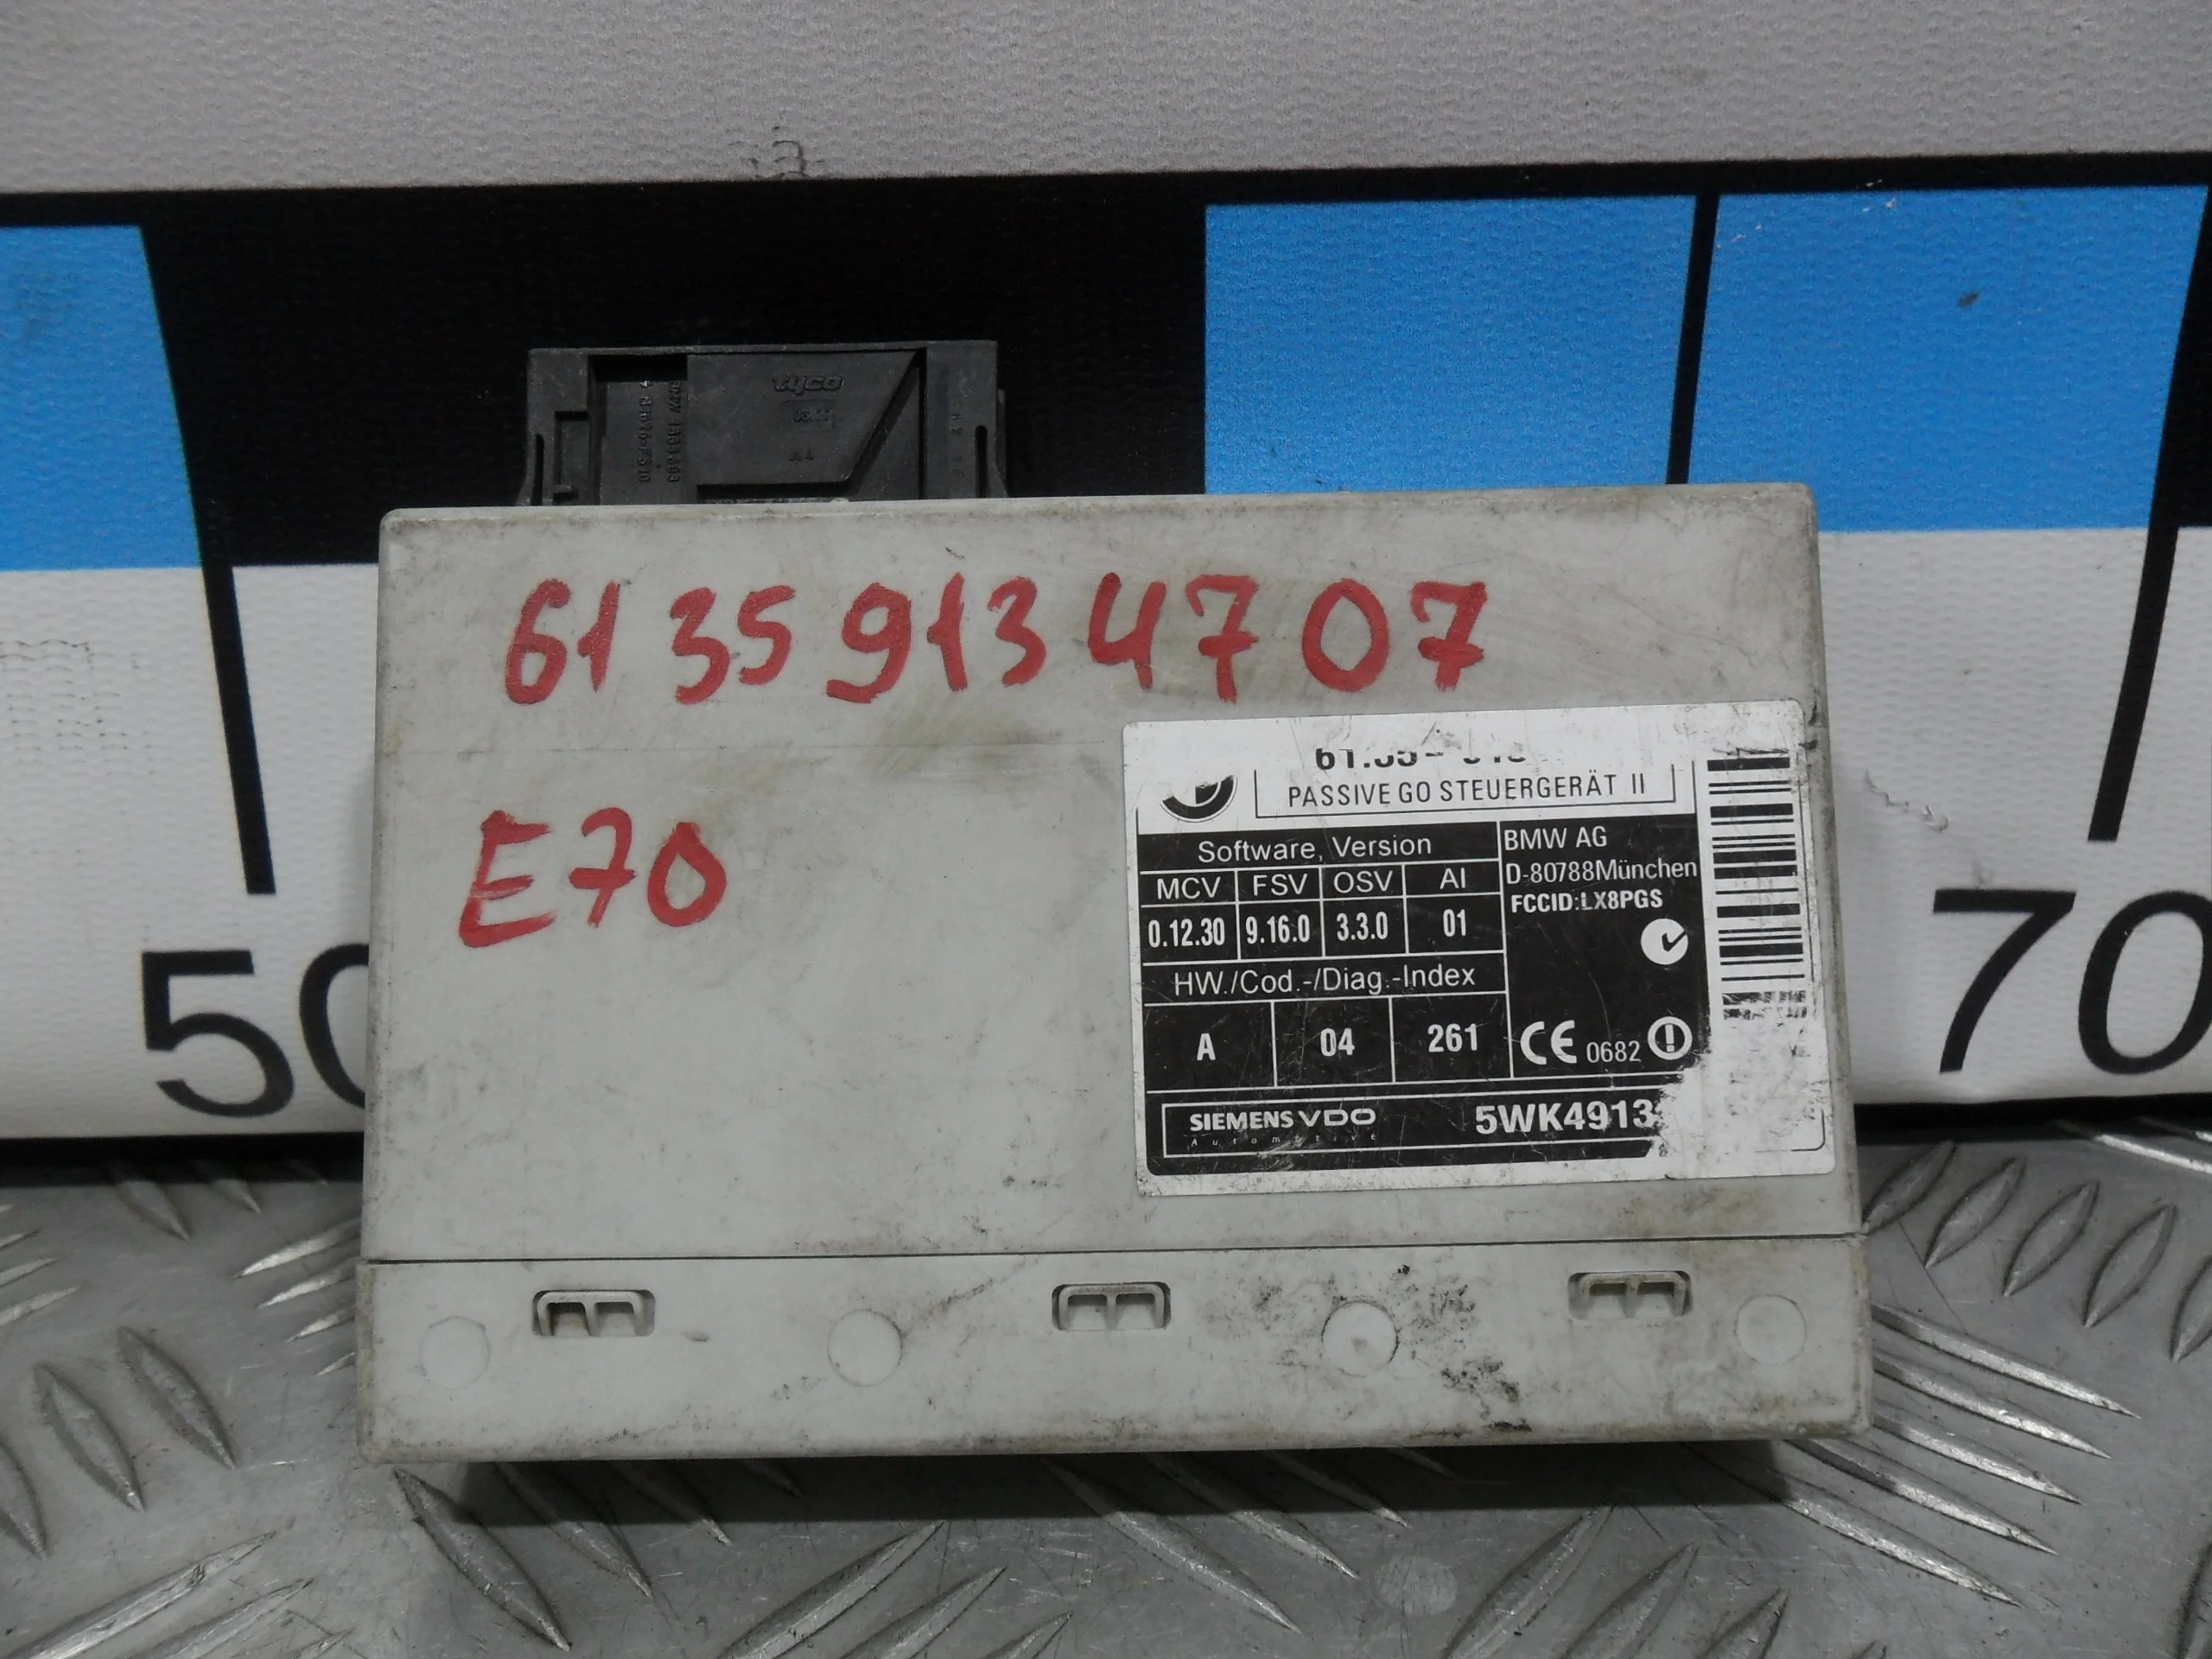 tyco
61 35 9134707
E70
PASSIVE GO STEUERGERÄT II
Software, Version
MCV FSV OSV AI
0.12.30 9.16.0 3.3.0 01
HW./Cod.-/Diag.-Index
A 04 261
BMW AG
D-80788München
FCCID:LX8PGS
CE 0682
SIEMENS VDO
Automotive
5WK4913
50
70